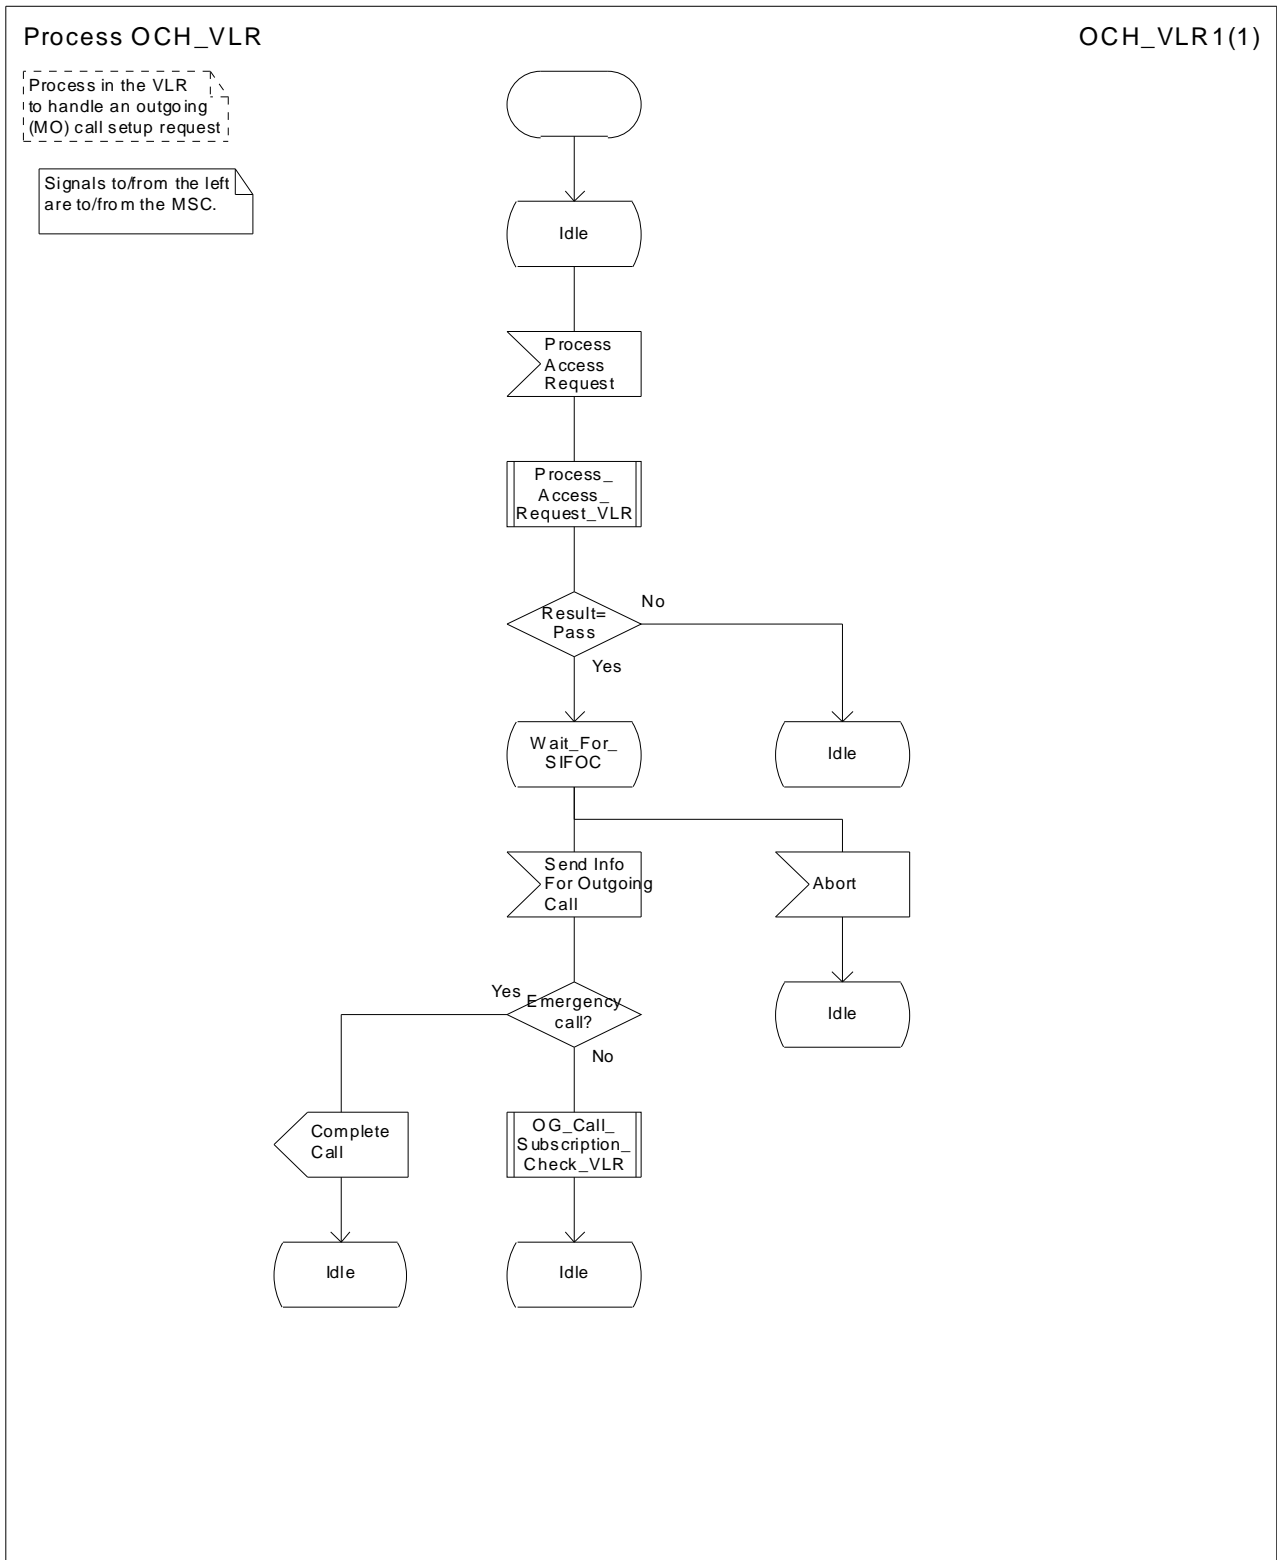 Process OCH_VLR
OCH_VLR1(1)
Process in the VLR
to handle an outgoing
(MO) call setup request
Signals to/from the left
are to/from the MSC.
Idle
Process
Access
Request
Process_
Access_
Request_VLR
Result=
Pass
No
Yes
Wait_For_
SIFOC
Idle
Send Info
For Outgoing
Call
Abort
Yes
Emergency
call?
No
Idle
Complete
Call
OG_Call_
Subscription_
Check_VLR
Idle
Idle